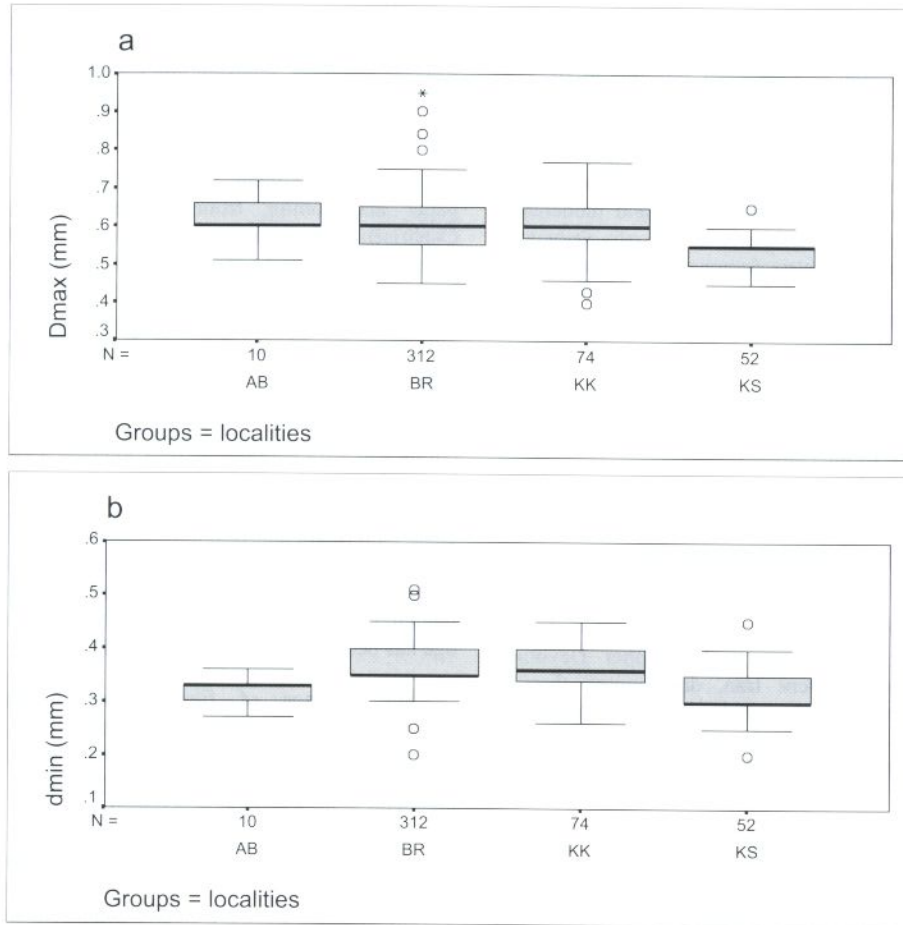 a
1.0
.9
.8
.7
.6
.5
.4
.3
Dmax (mm)
N = 10 312 74 52
AB BR KK KS
Groups = localities
b
.6
.5
.4
.3
.2
.1
dmin (mm)
N = 10 312 74 52
AB BR KK KS
Groups = localities